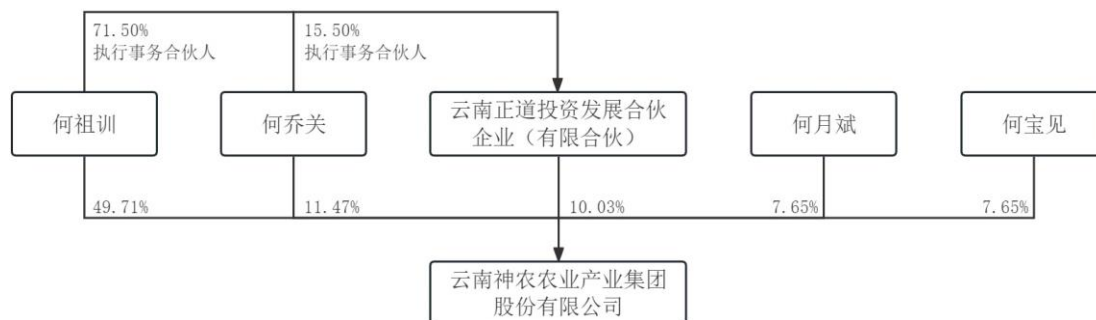 71.50%
执行事务合伙人
15.50%
执行事务合伙人
何祖训
何乔关
云南正道投资发展合伙
企业（有限合伙）
何月斌
何宝见
49.71%
11.47%
10.03%
7.65%
7.65%
云南神农农业产业集团
股份有限公司